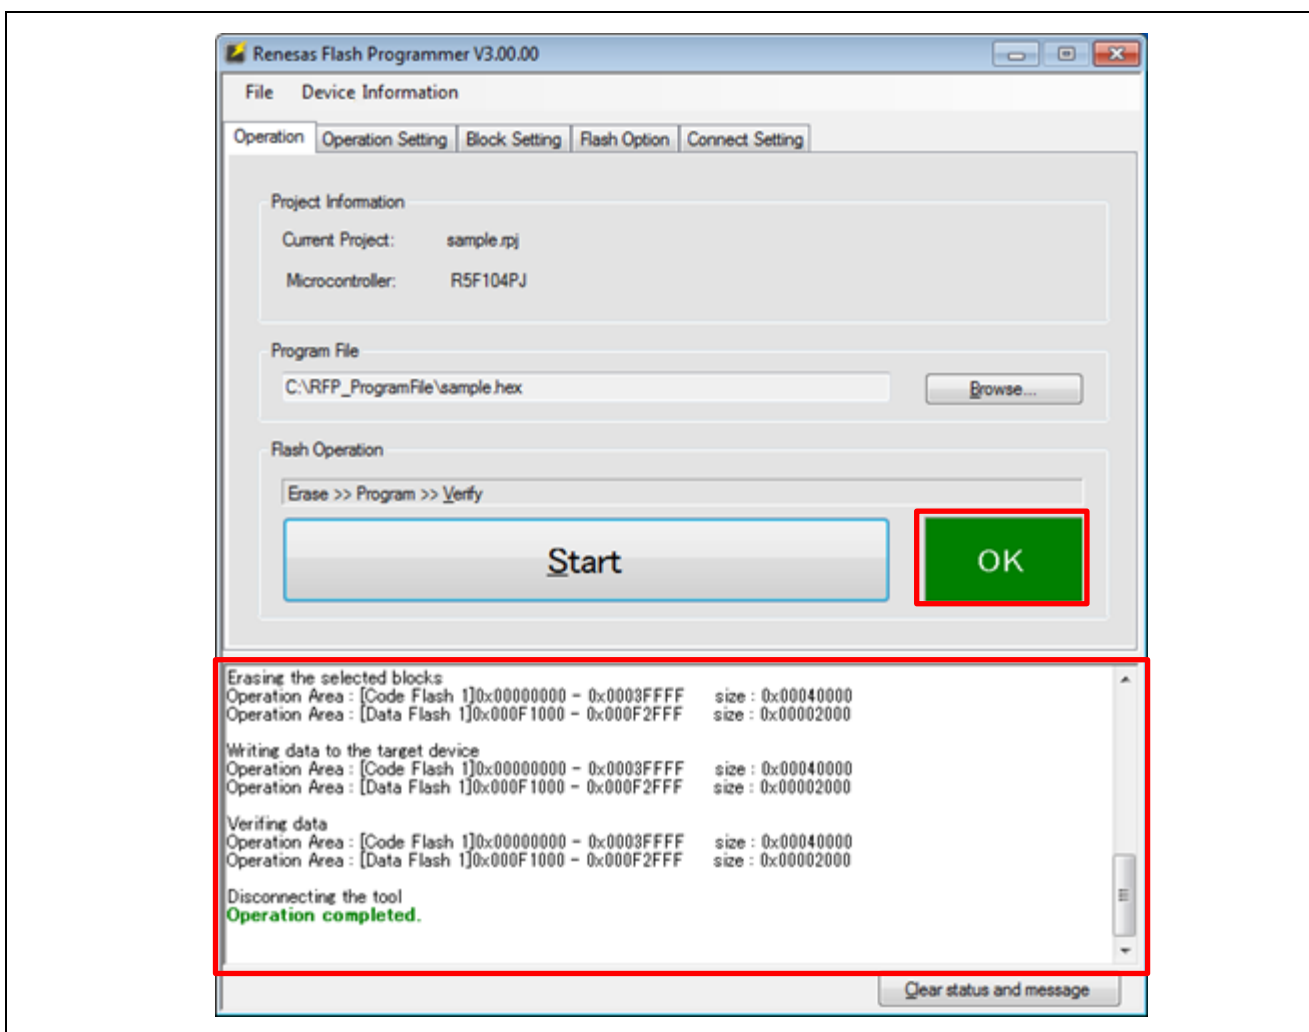 Renesas Flash Programmer V3.00.00
File Device Information
Operation Operation Setting Block Setting Flash Option Connect Setting
Project Information
Current Project: sample.rpj
Microcontroller: R5F104PJ
Program File
C:\RFP_ProgramFile\sample.hex Browse...
Flash Operation
Erase >> Program >> Verify
Start OK
Erasing the selected blocks
Operation Area : [Code Flash 1]0x00000000 - 0x0003FFFF size : 0x00040000
Operation Area : [Data Flash 1]0x000F1000 - 0x000F2FFF size : 0x00002000
Writing data to the target device
Operation Area : [Code Flash 1]0x00000000 - 0x0003FFFF size : 0x00040000
Operation Area : [Data Flash 1]0x000F1000 - 0x000F2FFF size : 0x00002000
Verifing data
Operation Area : [Code Flash 1]0x00000000 - 0x0003FFFF size : 0x00040000
Operation Area : [Data Flash 1]0x000F1000 - 0x000F2FFF size : 0x00002000
Disconnecting the tool
Operation completed.
Clear status and message